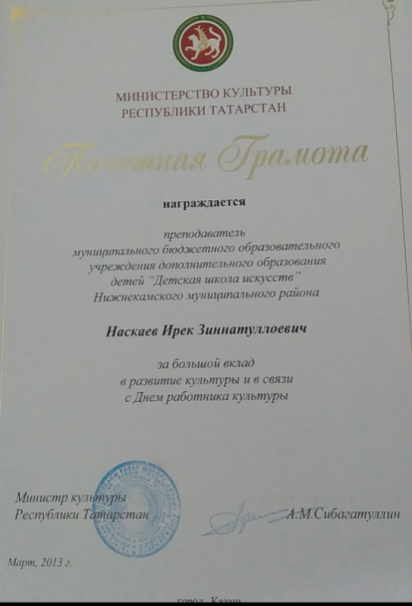 МИНИСТЕРСТВО КУЛЬТУРЫ
РЕСПУБЛИКИ ТАТАРСТАН
Почетная Грамота
награждается
преподаватель
муниципального бюджетного образовательного
учреждения дополнительного образования
детей "Детская школа искусств"
Нижнекамского муниципального района
Наскаев Ирек Зиннатуллоевич
за большой вклад
в развитие культуры и в связи
с Днем работника культуры
Министр культуры
Республики Татарстан
А.М.Сибагатуллин
Март, 2013 г.
город Казань